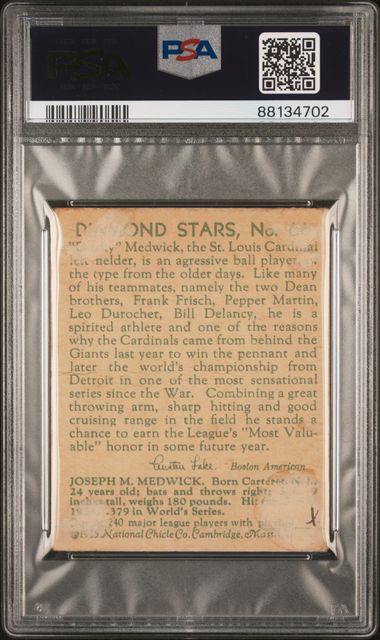 PSA
PSA
88134702
DIAMOND STARS, No.
Medwick, the St. Louis Cardinal
left fielder, is an agressive ball player
the type from the older days. Like many
of his teammates, namely the two Dean
brothers, Frank Frisch, Pepper Martin,
Leo Durocher, Bill Delancy, he is a
spirited athlete and one of the reasons
why the Cardinals came from behind the
Giants last year to win the pennant and
later the world's championship from
Detroit in one of the most sensational
series since the War. Combining a great
throwing arm, sharp hitting and good
cruising range in the field he stands a
chance to earn the League's "Most Valu-
able" honor in some future year.
Austen Lake. Boston American
JOSEPH M. MEDWICK. Born Carteret,
24 years old; bats and throws right;
inches tall, weighs 180 pounds. Hit
.379 in World's Series.
240 major league players with
©1935 National Chicle Co. Cambridge, Mass.